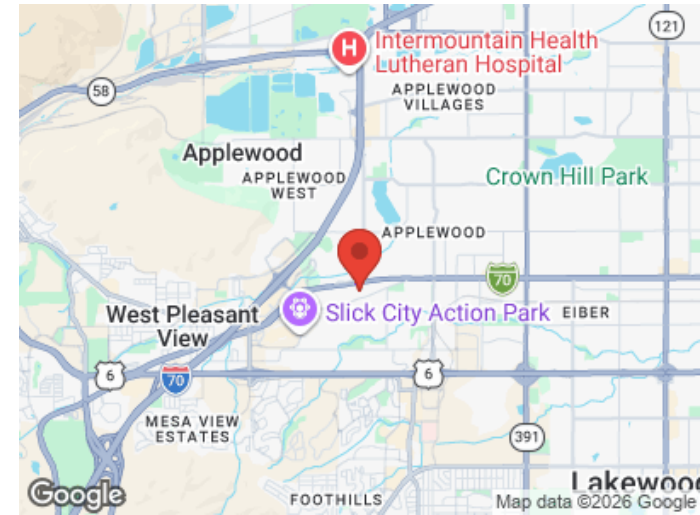 121
Intermountain Health
Lutheran Hospital
H
58
APPLEWOOD
VILLAGES
Applewood
APPLEWOOD
WEST
Crown Hill Park
APPLEWOOD
70
West Pleasant
View
Slick City Action Park
EIBER
6
70
6
MESA VIEW
ESTATES
391
FOOTHILLS
Lakewood
Google
Map data ©2026 Google